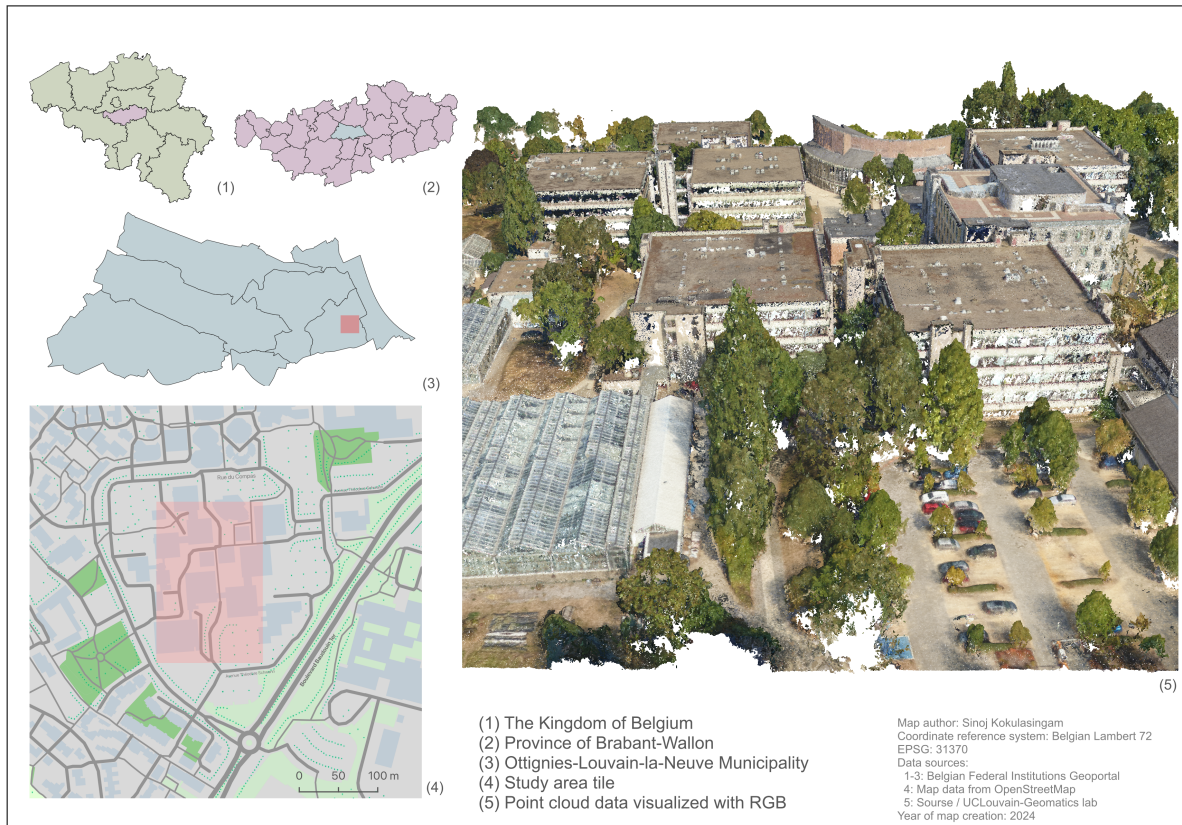 (1)
(2)
(3)
Rue du Compas
Boulevard Baudouin 1er
0 50 100 m
(4)
(5)
(1) The Kingdom of Belgium
(2) Province of Brabant-Wallon
(3) Ottignies-Louvain-la-Neuve Municipality
(4) Study area tile
(5) Point cloud data visualized with RGB
Map author: Sinoj Kokulasingam
Coordinate reference system: Belgian Lambert 72
EPSG: 31370
Data sources:
1-3: Belgian Federal Institutions Geoportal
4: Map data from OpenStreetMap
5: Sourse / UCLouvain-Geomatics lab
Year of map creation: 2024